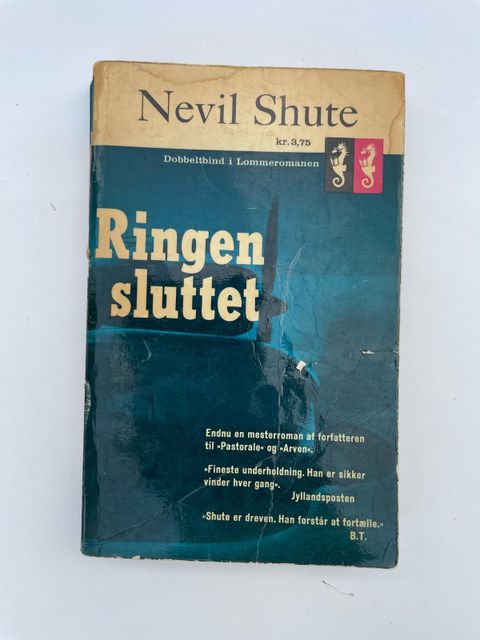 Nevil Shute
kr. 3,75
Dobbeltbind i Lommeromanen
Ringen
sluttet
Endnu en mesterroman af forfatteren
til »Pastorale« og »Arven«.
»Fineste underholdning. Han er sikker
vinder hver gang«.
Jyllandsposten
»Shute er dreven. Han forstår at fortælle.«
B.T.